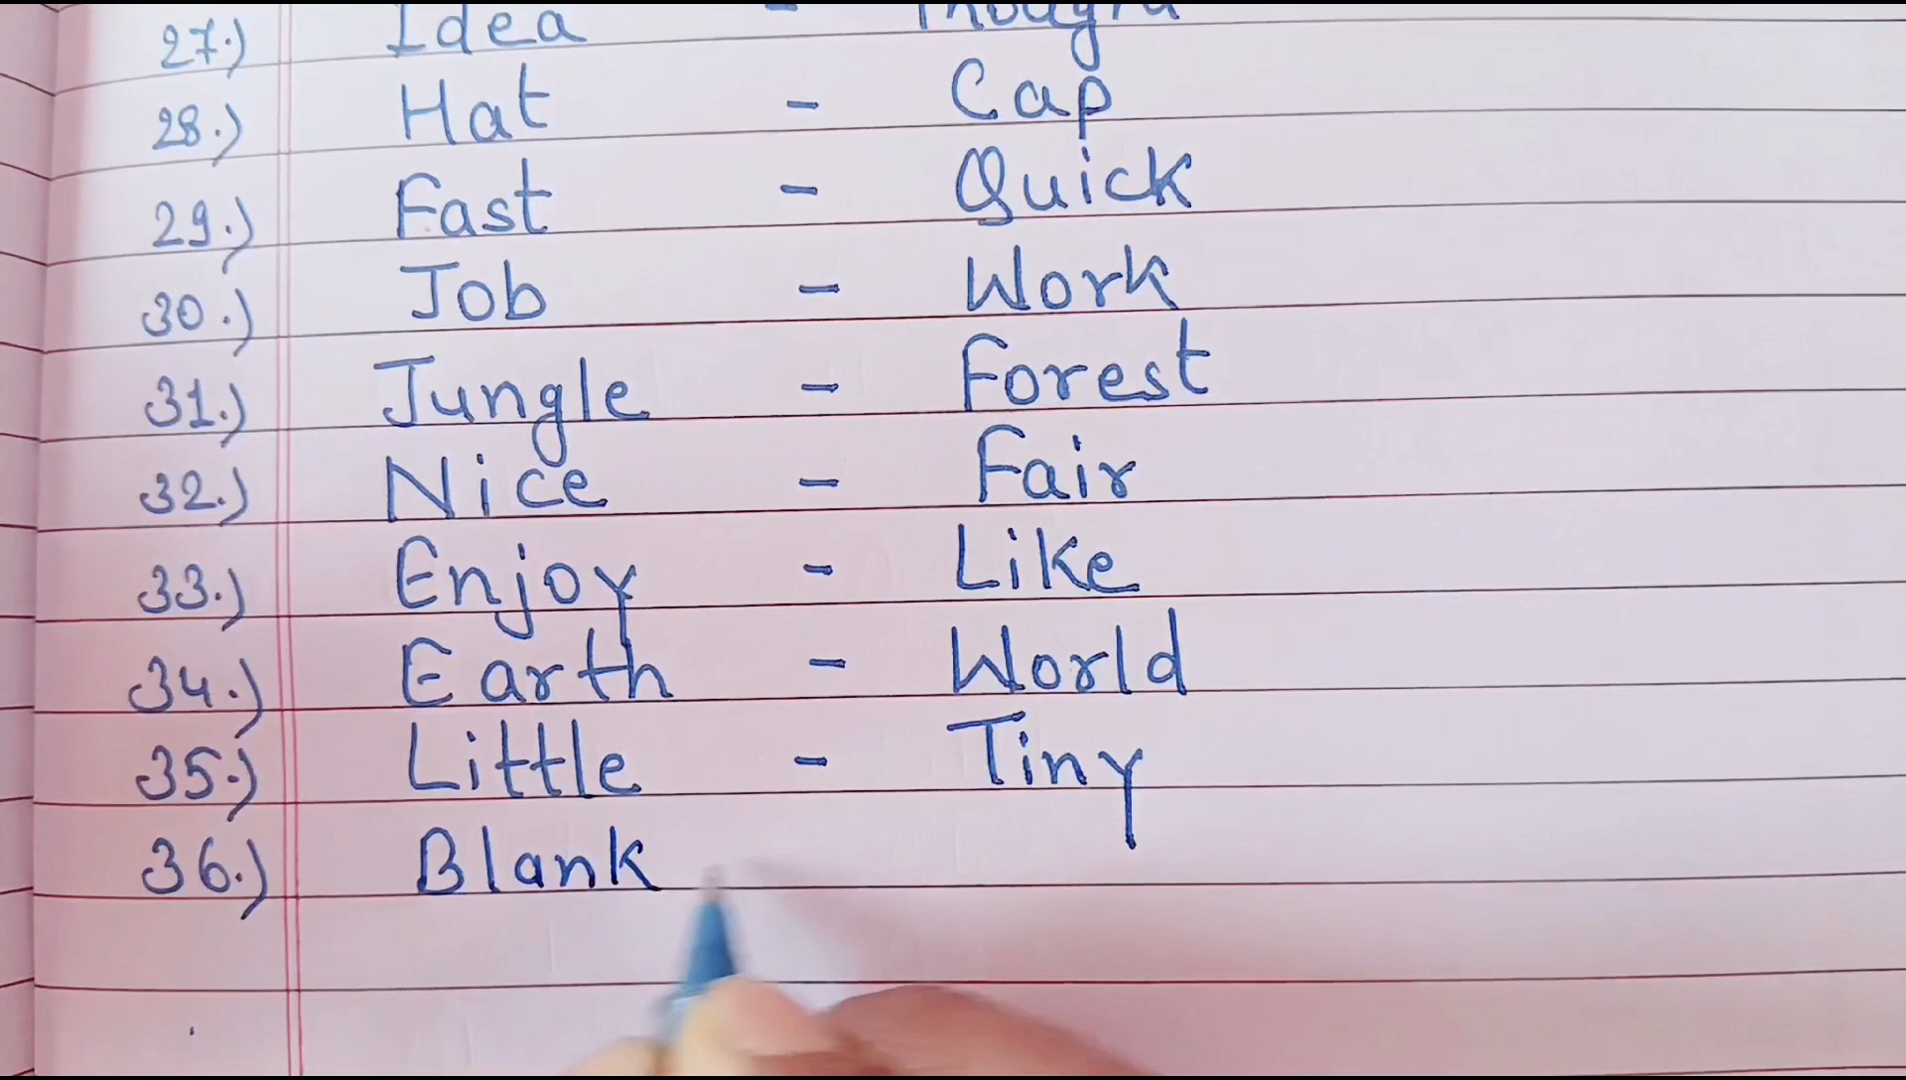 27.) Idea -
28.) Hat - Cap
29.) Fast - Quick
30.) Job - Work
31.) Jungle - Forest
32.) Nice - Fair
33.) Enjoy - Like
34.) Earth - World
35.) Little - Tiny
36.) Blank